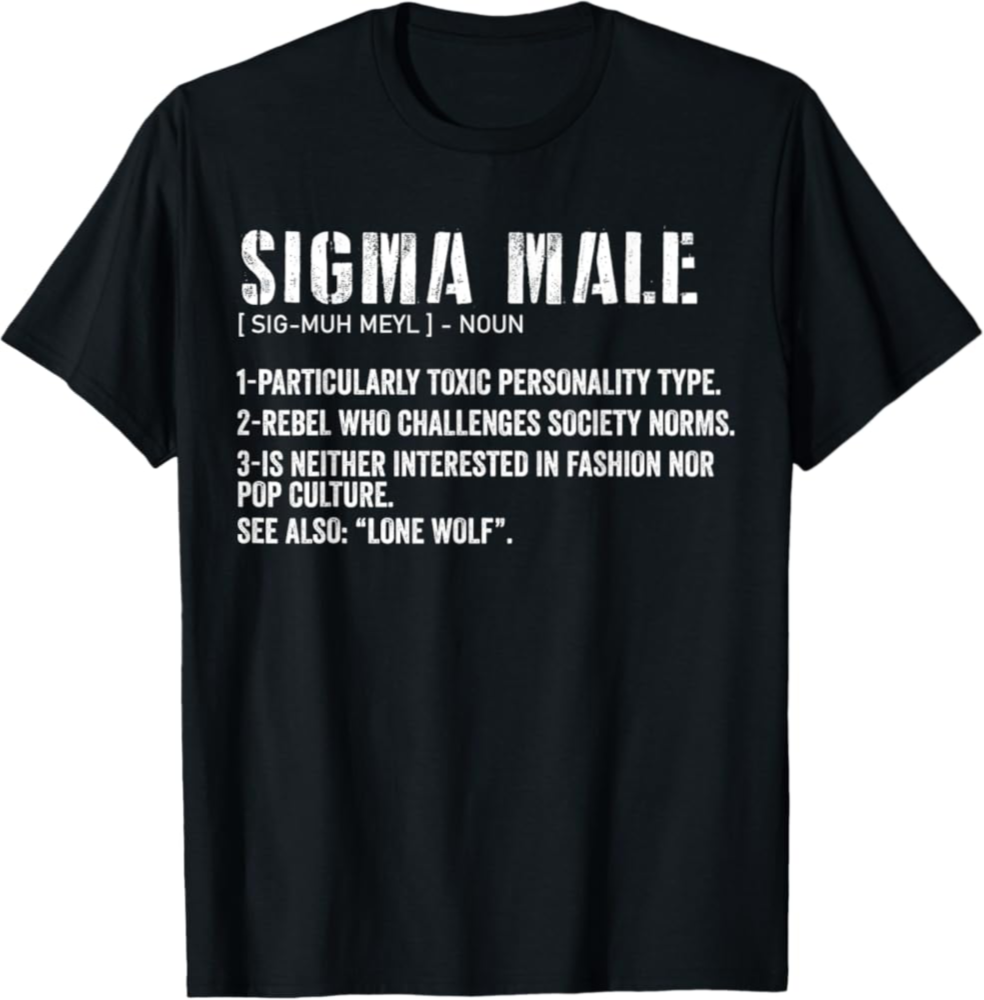 SIGMA MALE
[ SIG-MUH MEYL ] - NOUN
1-PARTICULARLY TOXIC PERSONALITY TYPE.
2-REBEL WHO CHALLENGES SOCIETY NORMS.
3-IS NEITHER INTERESTED IN FASHION NOR
POP CULTURE.
SEE ALSO: “LONE WOLF”.